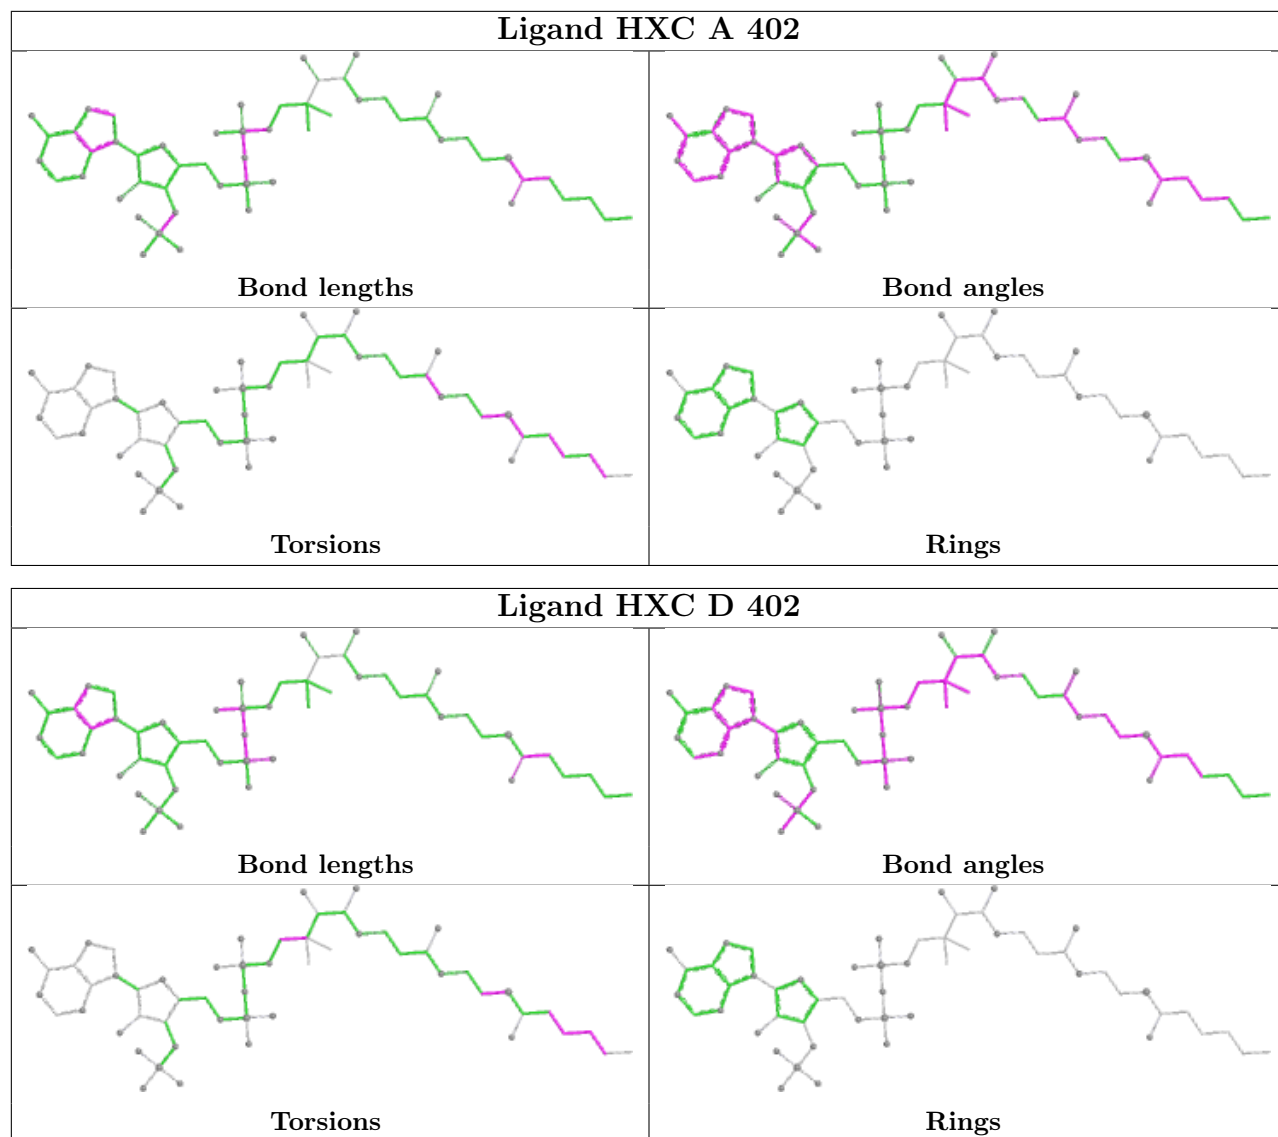 Ligand HXC A 402
Bond lengths
Bond angles
Torsions
Rings
Ligand HXC D 402
Bond lengths
Bond angles
Torsions
Rings